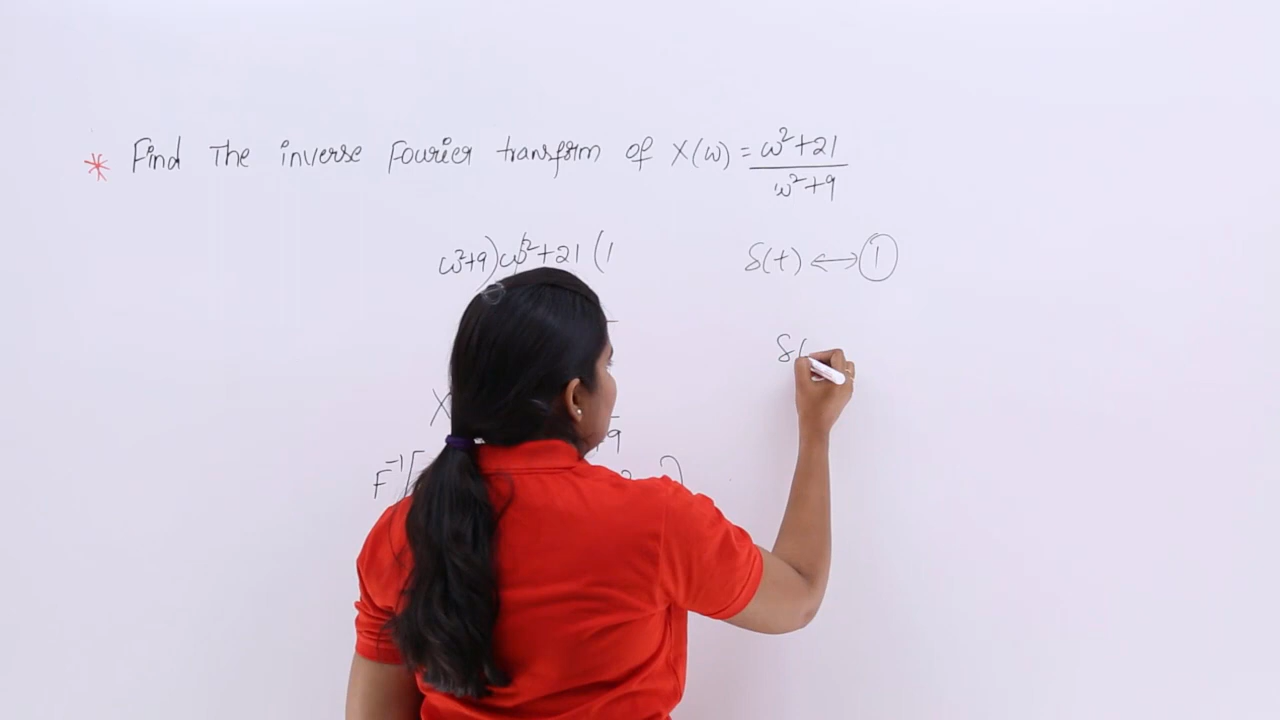 * Find The inverse Fourier transform of X(ω) = ω²+21
ω²+9
ω²+9)ω²+21(1
δ(t) ↔ 1
δ(
X
9
F⁻¹[
)